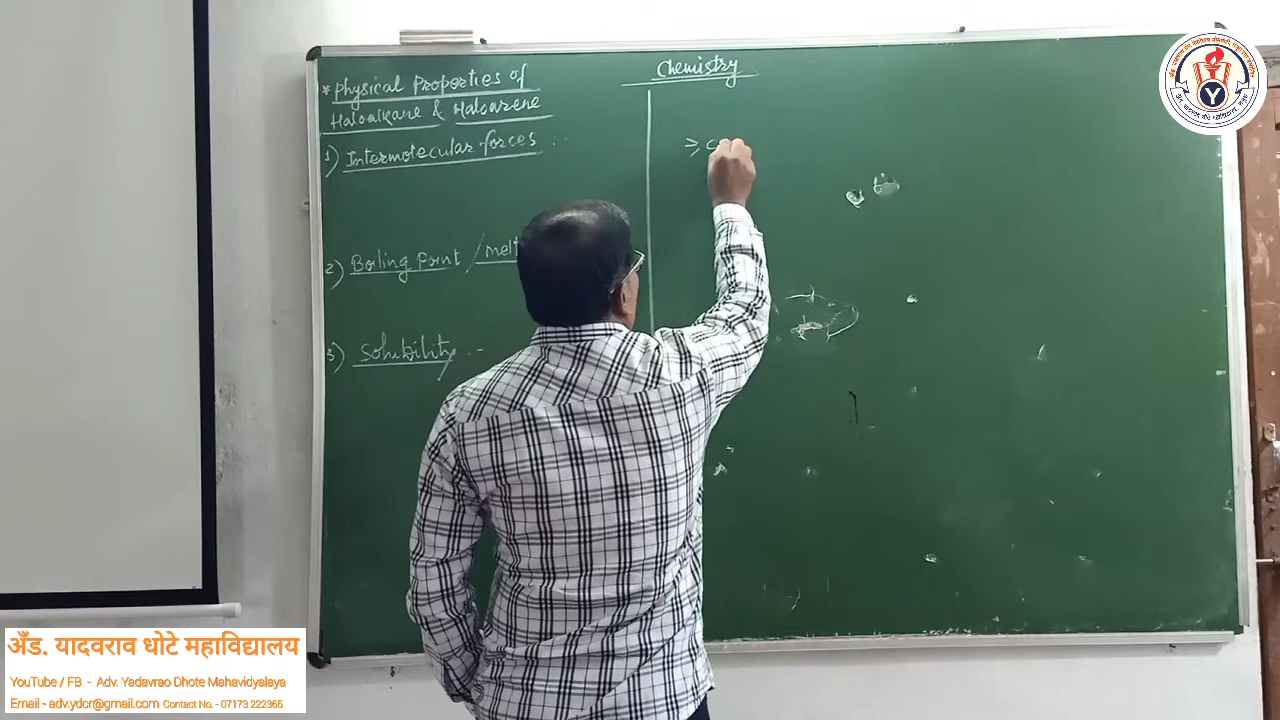 Chemistry
* Physical Properties of
Haloalkane & Haloarene
1) Intermolecular forces :-
2) Boiling Point / melt
3) Solubility :-
Y
ॲड. यादवराव धोटे महाविद्यालय
YouTube / FB - Adv. Yadavrao Dhote Mahavidyalaya
Email - adv.ydcr@gmail.com Contact No. - 07173 222365